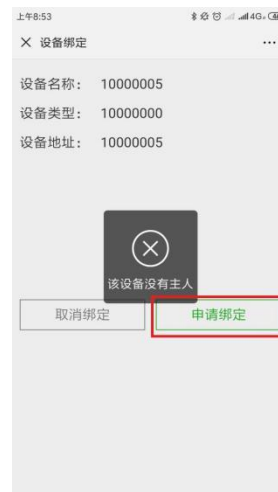 上午8:53 4G
× 设备绑定 ...
设备名称： 10000005
设备类型： 10000000
设备地址： 10000005
该设备没有主人
取消绑定 申请绑定